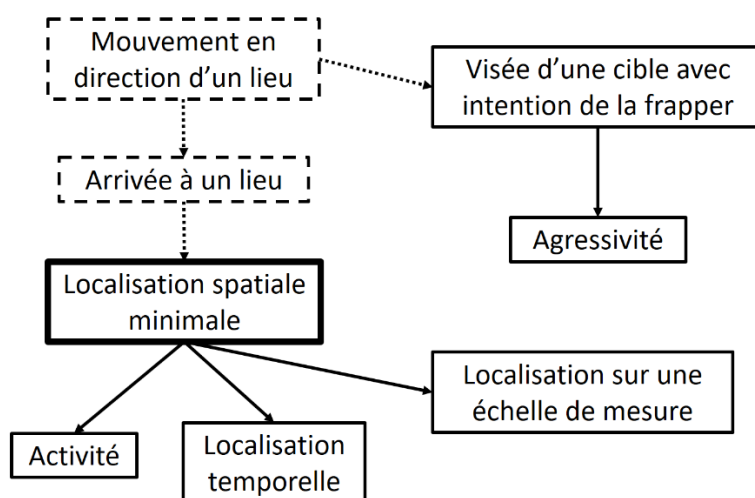 Mouvement en
direction d’un lieu
Visée d’une cible avec
intention de la frapper
Arrivée à un lieu
Agressivité
Localisation spatiale
minimale
Localisation sur une
échelle de mesure
Activité
Localisation
temporelle